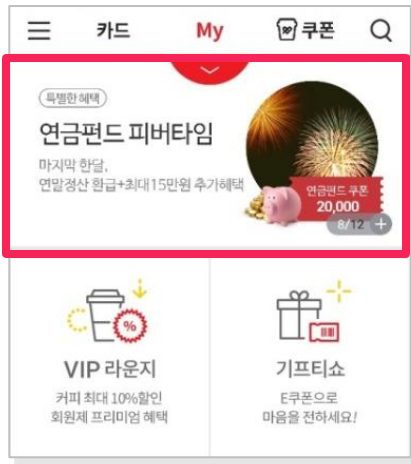 카드 My 쿠폰
특별한 혜택
연금펀드 피버타임
마지막 한달,
연말정산 환급+최대15만원 추가혜택
연금펀드 쿠폰
20,000
8/12 +
%
VIP 라운지
커피 최대 10%할인
회원제 프리미엄 혜택
기프티쇼
E쿠폰으로
마음을 전하세요!